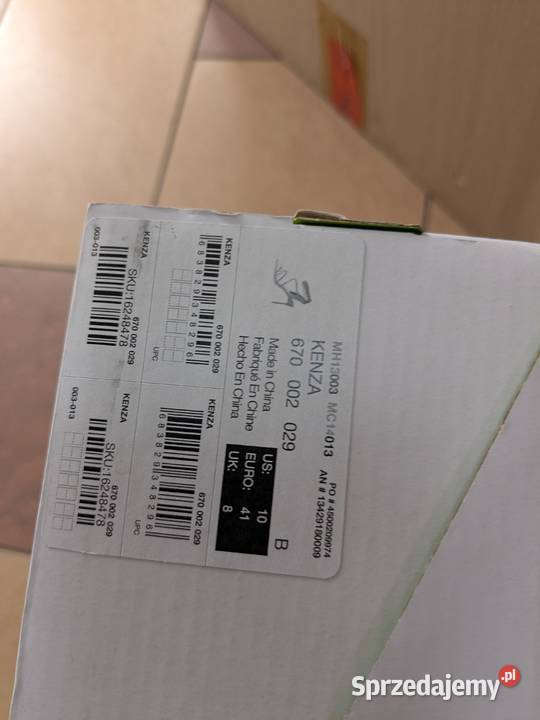 MH13003 MC14013
KENZA
670 002 029
PO # 4500209974
AN # 13429180009
Made in China
Fabriqué En Chine
Hecho En China
US: 10
EURO: 41
UK: 8
B
KENZA 670 002 029
683829348296
UPC
KENZA 670 002 029
SKU:16248478
003-013
KENZA 670 002 029
683829348296
UPC
KENZA 670 002 029
SKU:16248478
003-013
Sprzedajemy.pl